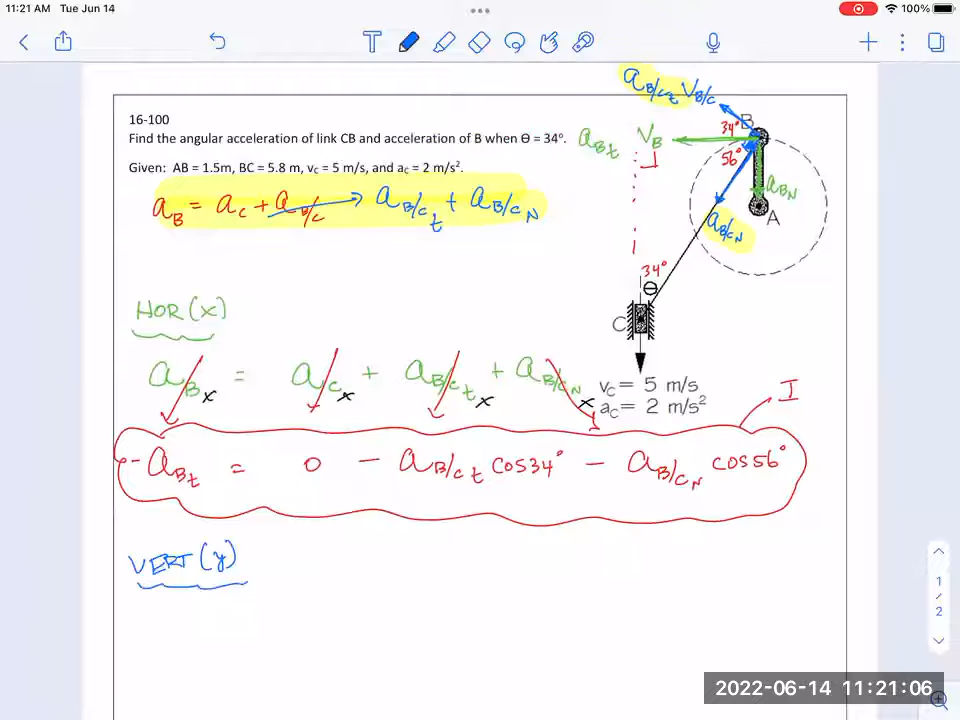 11:21 AM Tue Jun 14
100%
16-100
Find the angular acceleration of link CB and acceleration of B when Θ = 34°.
Given: AB = 1.5m, BC = 5.8 m, vc = 5 m/s, and ac = 2 m/s².
aB = aC + aB/C → aB/Ct + aB/CN
aB/Ct VB/C
B
34°
aBt VB
56°
aBN
A
aB/CN
34°
Θ
C
vC = 5 m/s
aC = 2 m/s²
HOR(x)
aBx = aCx + aB/Ctx + aB/CNx
I
-aBt = 0 - aB/Ct cos34° - aB/CN cos56°
VERT(y)
1
/
2
2022-06-14 11:21:06